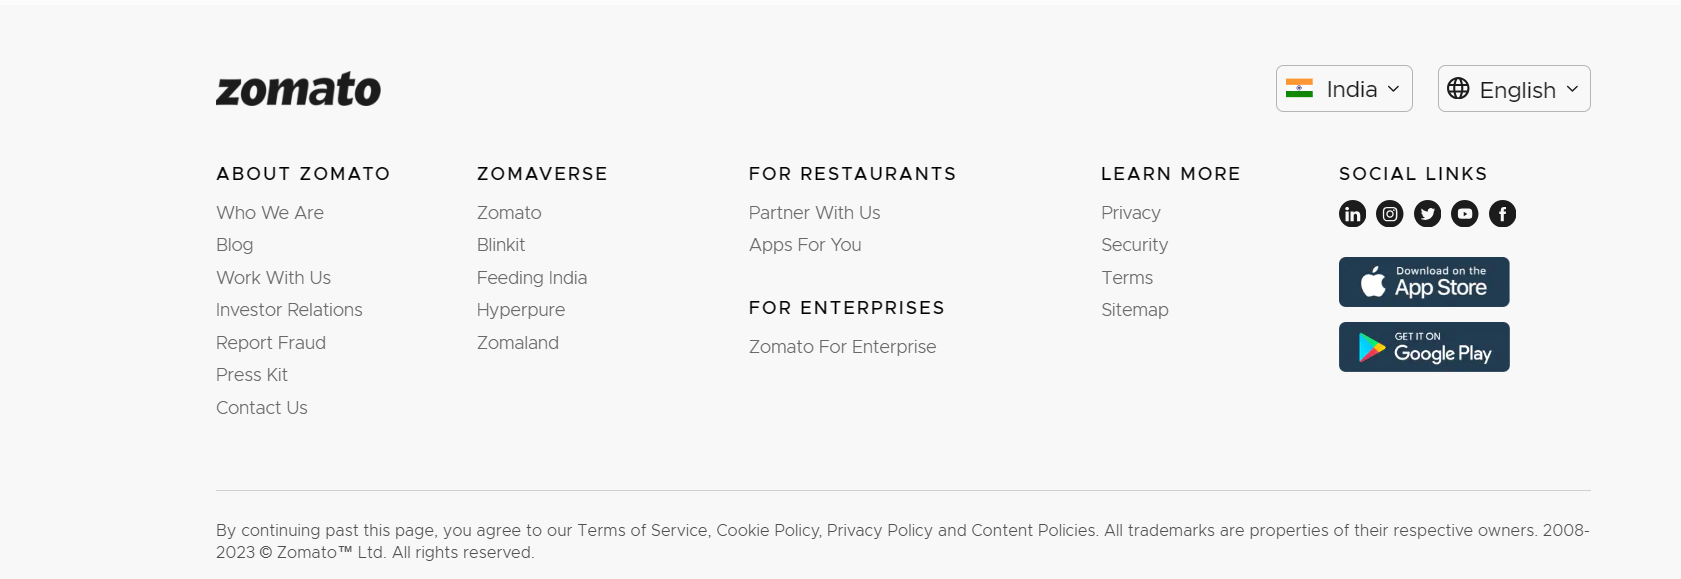 zomato
India
English
ABOUT ZOMATO
Who We Are
Blog
Work With Us
Investor Relations
Report Fraud
Press Kit
Contact Us
ZOMAVERSE
Zomato
Blinkit
Feeding India
Hyperpure
Zomaland
FOR RESTAURANTS
Partner With Us
Apps For You
FOR ENTERPRISES
Zomato For Enterprise
LEARN MORE
Privacy
Security
Terms
Sitemap
SOCIAL LINKS
Download on the
App Store
GET IT ON
Google Play
By continuing past this page, you agree to our Terms of Service, Cookie Policy, Privacy Policy and Content Policies. All trademarks are properties of their respective owners. 2008-
2023 © Zomato™ Ltd. All rights reserved.